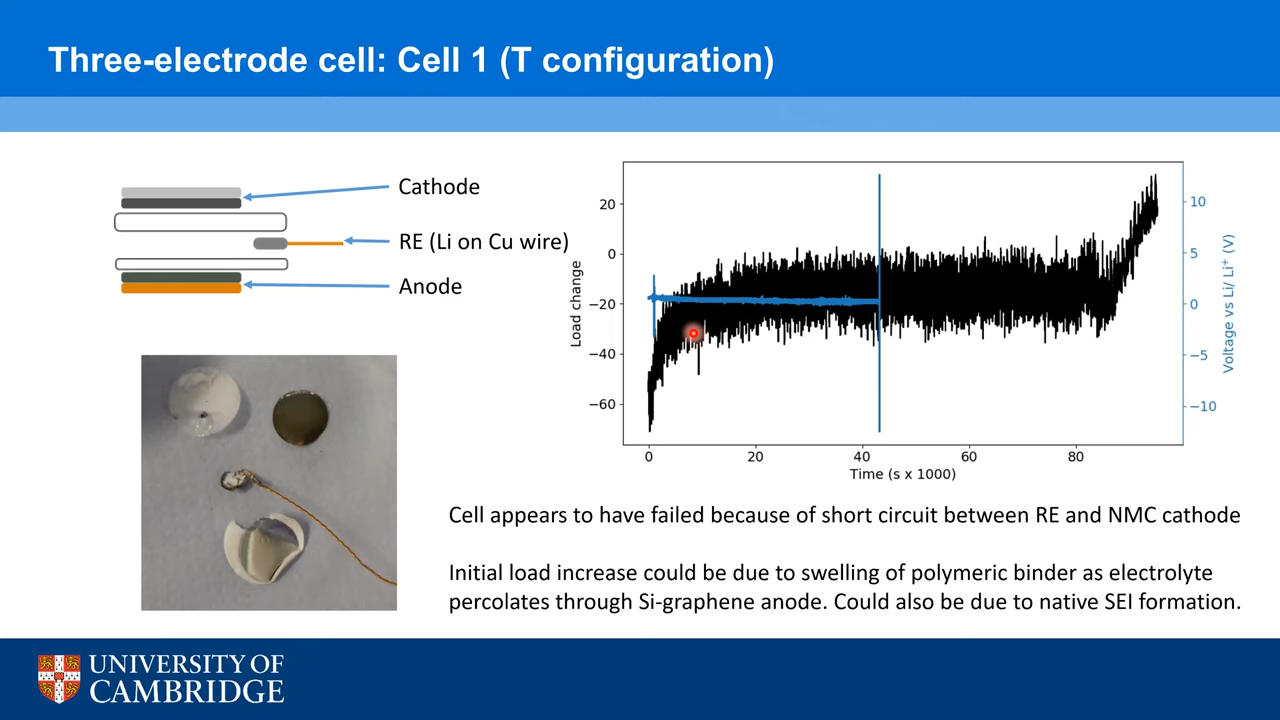 Three-electrode cell: Cell 1 (T configuration)
Cathode
RE (Li on Cu wire)
Anode
Load change
20
0
−20
−40
−60
0
20
40
60
80
Time (s x 1000)
10
5
0
−5
−10
Voltage vs Li/ Li⁺ (V)
Cell appears to have failed because of short circuit between RE and NMC cathode
Initial load increase could be due to swelling of polymeric binder as electrolyte
percolates through Si-graphene anode. Could also be due to native SEI formation.
UNIVERSITY OF
CAMBRIDGE